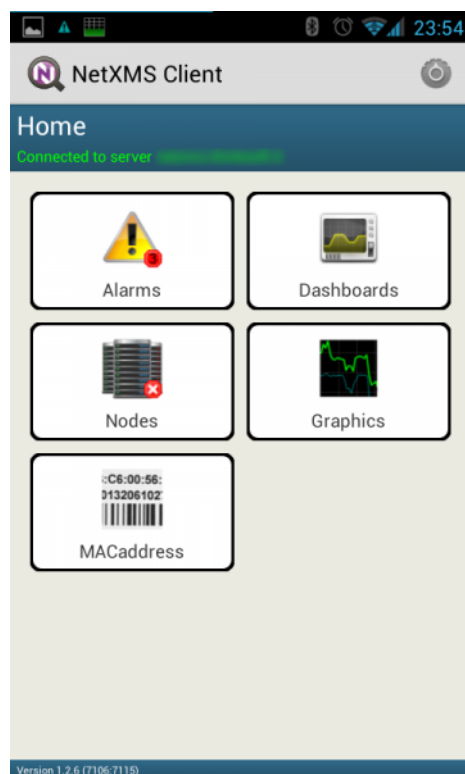 23:54
NetXMS Client
Home
Connected to server
3
Alarms
Dashboards
Nodes
Graphics
:C6:00:56:
013206102
MACaddress
Version 1.2.6 (7106:7115)